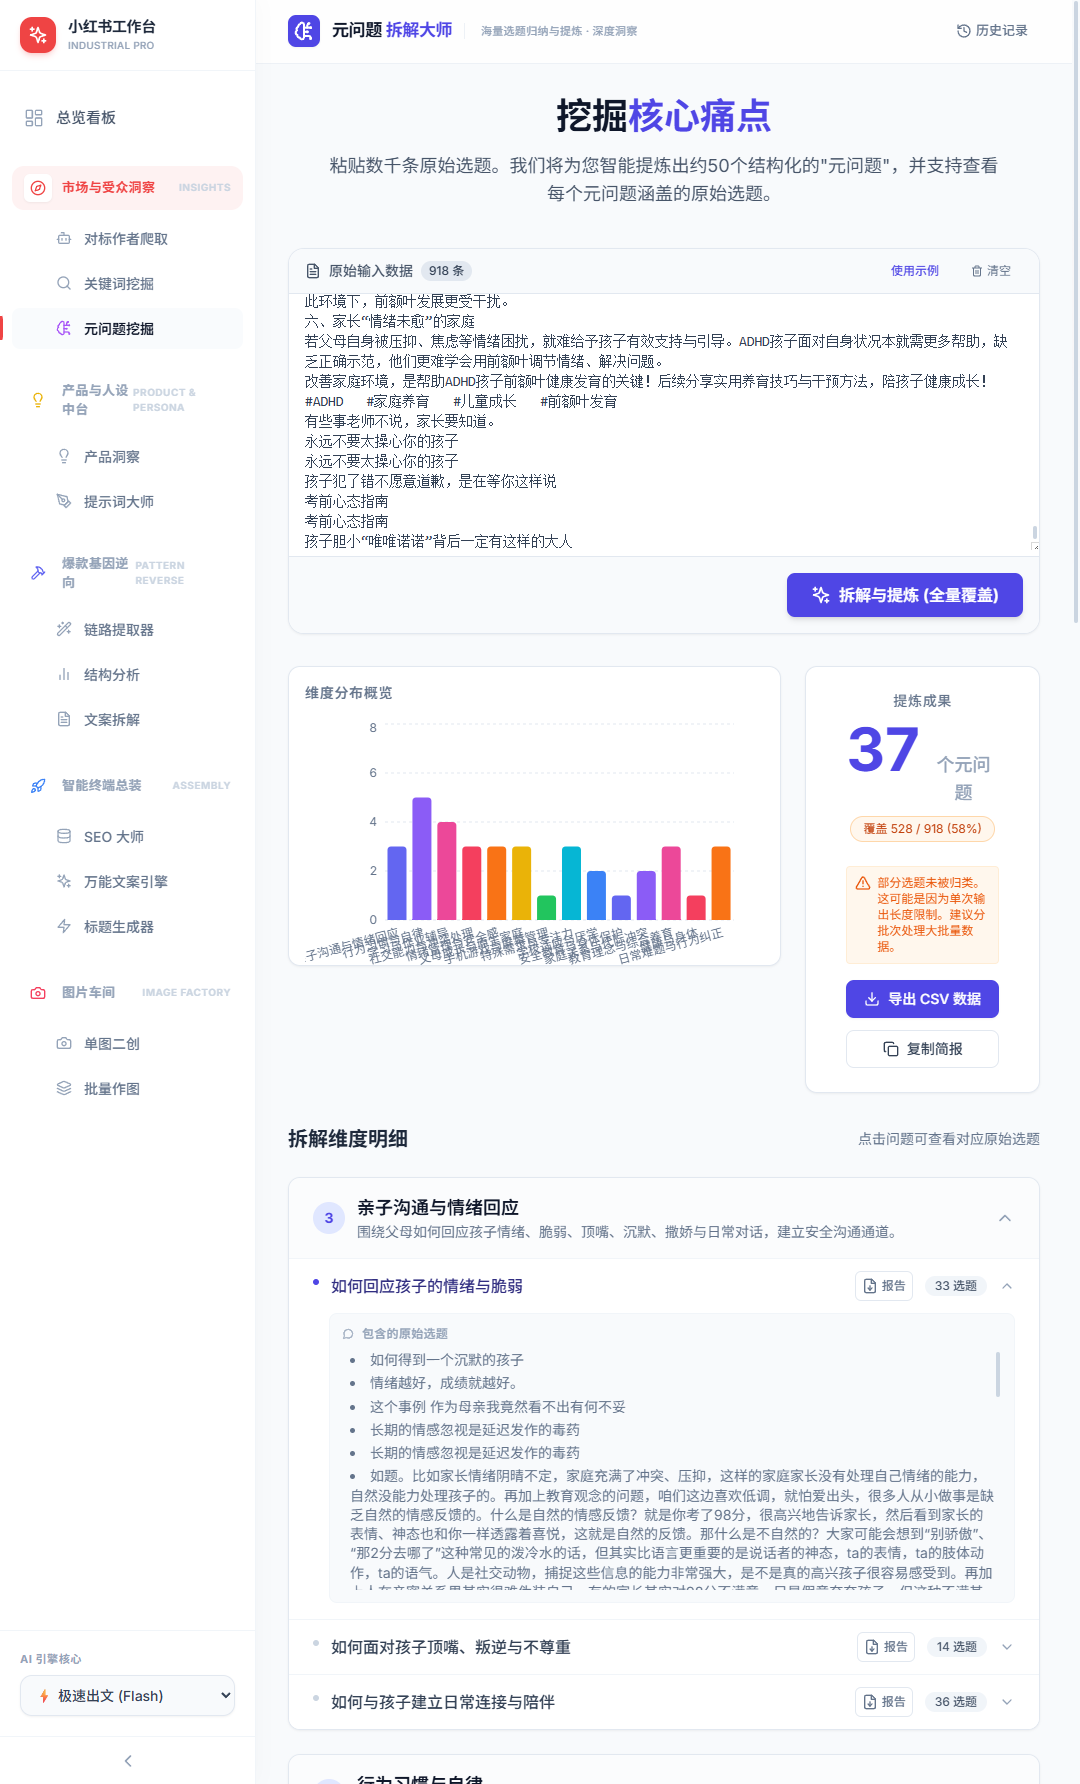 小红书工作台
INDUSTRIAL PRO
总览看板
市场与受众洞察 INSIGHTS
对标作者爬取
关键词挖掘
元问题挖掘
产品与人设中台 PRODUCT & PERSONA
产品洞察
提示词大师
爆款基因逆向 PATTERN REVERSE
链路提取器
结构分析
文案拆解
智能终端总装 ASSEMBLY
SEO 大师
万能文案引擎
标题生成器
图片车间 IMAGE FACTORY
单图二创
批量作图
AI 引擎核心
极速出文 (Flash)
元问题 拆解大师 海量选题归纳与提炼 · 深度洞察
历史记录
挖掘核心痛点
粘贴数千条原始选题。我们将为您智能提炼出约50个结构化的"元问题"，并支持查看
每个元问题涵盖的原始选题。
原始输入数据 918 条 使用示例 清空
此环境下，前额叶发展更受干扰。
六、家长“情绪未愈”的家庭
若父母自身被压抑、焦虑等情绪困扰，就难给予孩子有效支持与引导。ADHD孩子面对自身状况本就需更多帮助，缺
乏正确示范，他们更难学会用前额叶调节情绪、解决问题。
改善家庭环境，是帮助ADHD孩子前额叶健康发育的关键！后续分享实用养育技巧与干预方法，陪孩子健康成长！
#ADHD #家庭养育 #儿童成长 #前额叶发育
有些事老师不说，家长要知道。
永远不要太操心你的孩子
永远不要太操心你的孩子
孩子犯了错不愿意道歉，是在等你这样说
考前心态指南
考前心态指南
孩子胆小“唯唯诺诺”背后一定有这样的大人
拆解与提炼 (全量覆盖)
维度分布概览
8
6
4
2
0
提炼成果
37 个元问题
覆盖 528 / 918 (58%)
部分选题未被归类。
这可能是因为单次输
出长度限制。建议分
批次处理大批量数
据。
导出 CSV 数据
复制简报
拆解维度明细
点击问题可查看对应原始选题
3 亲子沟通与情绪回应
围绕父母如何回应孩子情绪、脆弱、顶嘴、沉默、撒娇与日常对话，建立安全沟通通道。
如何回应孩子的情绪与脆弱 报告 33 选题
包含的原始选题
如何得到一个沉默的孩子
情绪越好，成绩就越好。
这个事例 作为母亲我竟然看不出有何不妥
长期的情感忽视是延迟发作的毒药
长期的情感忽视是延迟发作的毒药
如题。比如家长情绪阴晴不定，家庭充满了冲突、压抑，这样的家庭家长没有处理自己情绪的能力，
自然没能力处理孩子的。再加上教育观念的问题，咱们这边喜欢低调，就怕爱出头，很多人从小做事是缺
乏自然的情感反馈的。什么是自然的情感反馈？就是你考了98分，很高兴地告诉家长，然后看到家长的
表情、神态也和你一样透露着喜悦，这就是自然的反馈。那什么是不自然的？大家可能会想到“别骄傲”、
“那2分去哪了”这种常见的泼冷水的话，但其实比语言更重要的是说话者的神态，ta的表情，ta的肢体动
作，ta的语气。人是社交动物，捕捉这些信息的能力非常强大，是不是真的高兴孩子很容易感受到。再加
如何面对孩子顶嘴、叛逆与不尊重 报告 14 选题
如何与孩子建立日常连接与陪伴 报告 36 选题
行为习惯与自律